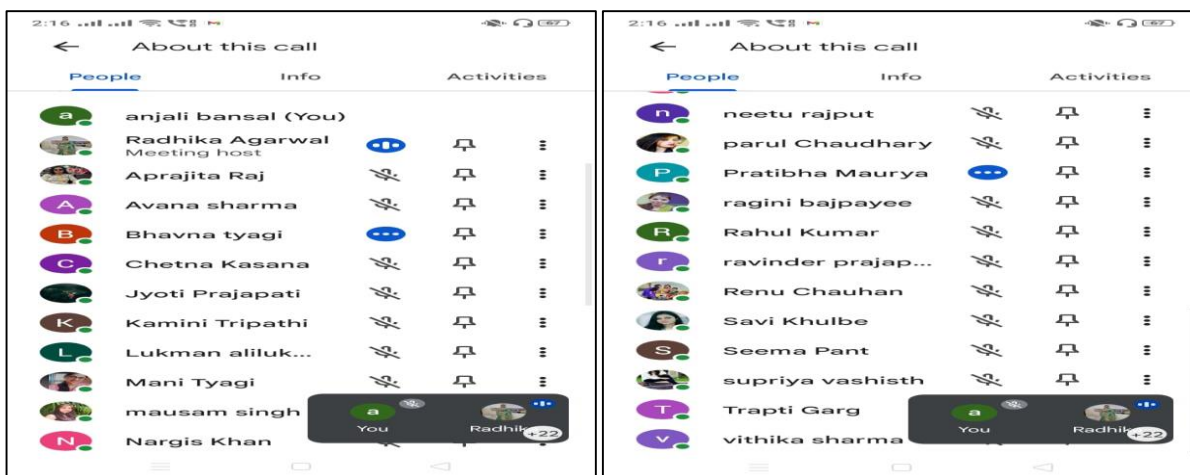 2:16
67
About this call
People Info Activities
a anjali bansal (You)
Radhika Agarwal
Meeting host
Aprajita Raj
A Avana sharma
B Bhavna tyagi
C Chetna Kasana
Jyoti Prajapati
K Kamini Tripathi
L Lukman aliluk...
Mani Tyagi
mausam singh
N Nargis Khan
a
You Radhik
+22
2:16
67
About this call
People Info Activities
n neetu rajput
parul Chaudhary
P Pratibha Maurya
ragini bajpayee
R Rahul Kumar
r ravinder prajap...
Renu Chauhan
Savi Khulbe
S Seema Pant
supriya vashisth
T Trapti Garg
v vithika sharma
a
You Radhik
+22